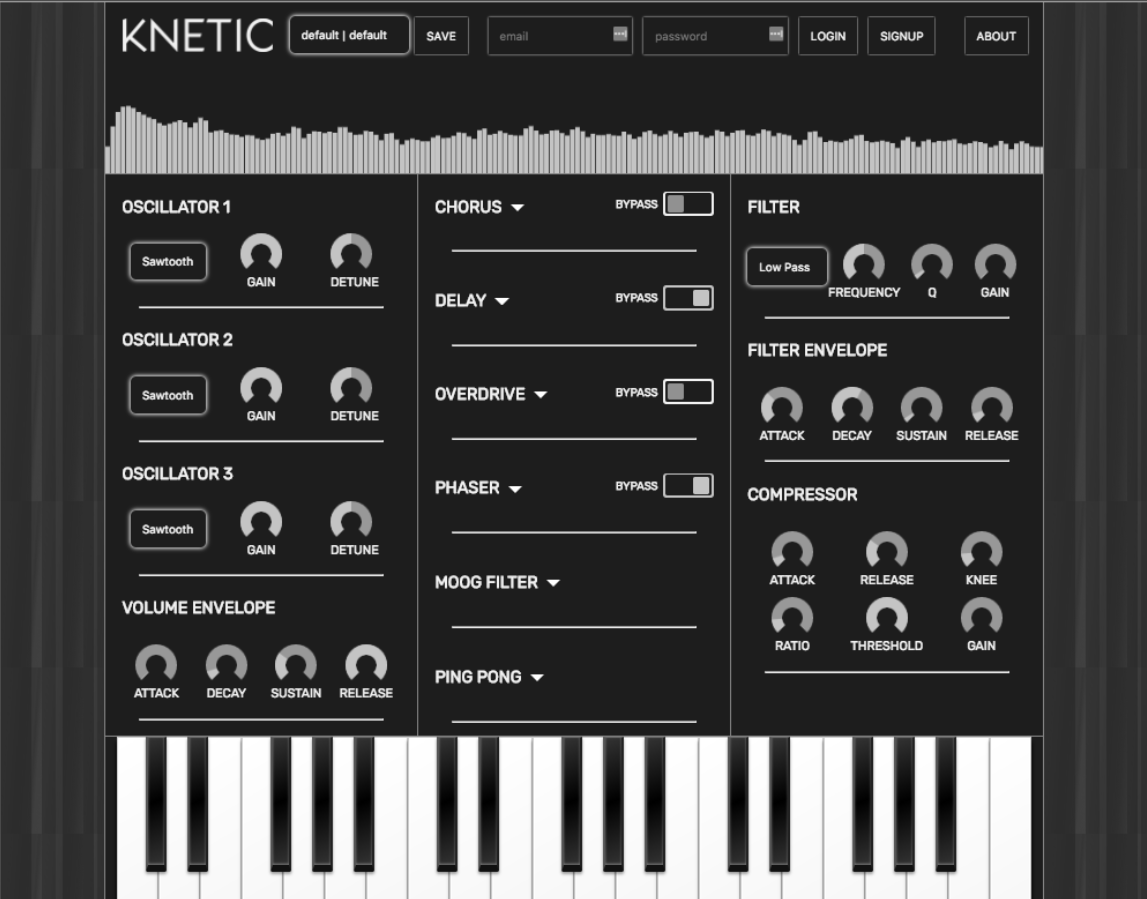 KNETIC default | default SAVE email password LOGIN SIGNUP ABOUT
OSCILLATOR 1
Sawtooth
GAIN DETUNE
OSCILLATOR 2
Sawtooth
GAIN DETUNE
OSCILLATOR 3
Sawtooth
GAIN DETUNE
VOLUME ENVELOPE
ATTACK DECAY SUSTAIN RELEASE
CHORUS BYPASS
DELAY BYPASS
OVERDRIVE BYPASS
PHASER BYPASS
MOOG FILTER
PING PONG
FILTER
Low Pass
FREQUENCY Q GAIN
FILTER ENVELOPE
ATTACK DECAY SUSTAIN RELEASE
COMPRESSOR
ATTACK RELEASE KNEE
RATIO THRESHOLD GAIN